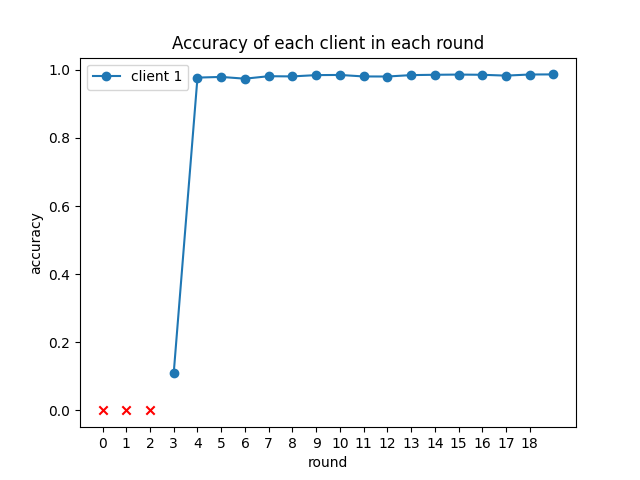 Accuracy of each client in each round
client 1
accuracy
1.0
0.8
0.6
0.4
0.2
0.0
0 1 2 3 4 5 6 7 8 9 10 11 12 13 14 15 16 17 18
round